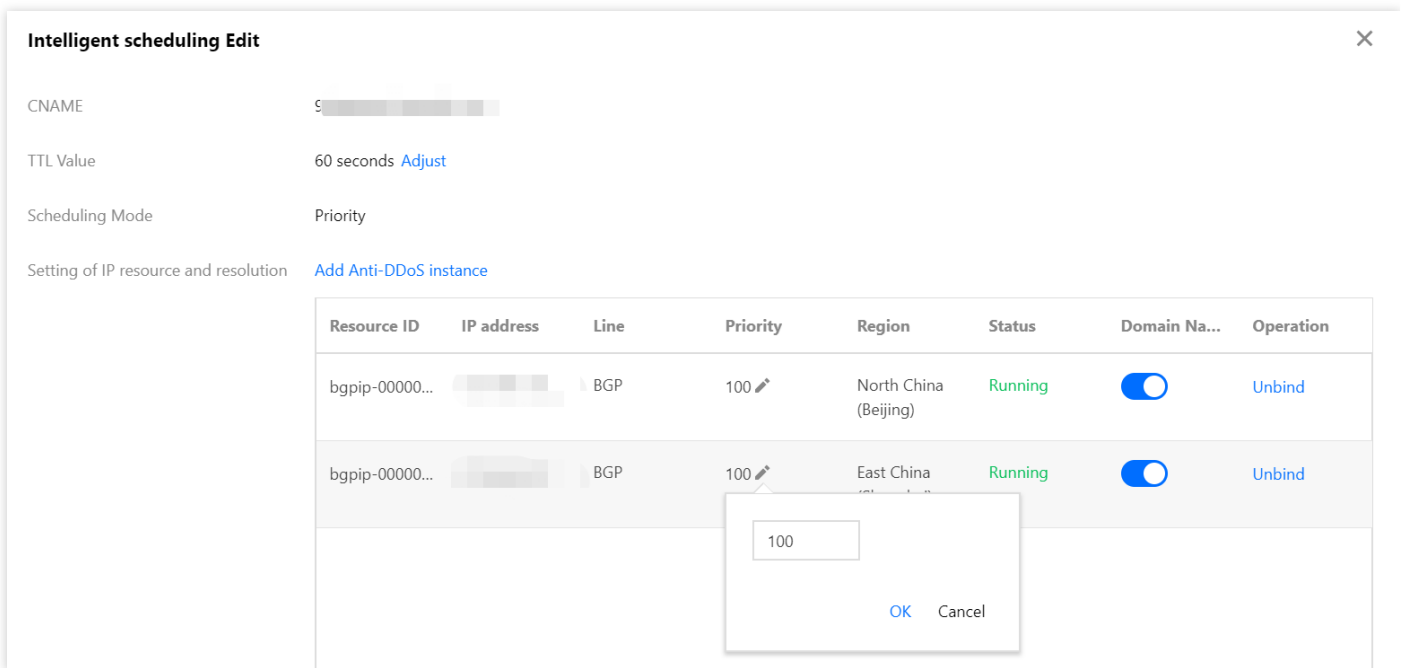 Intelligent scheduling Edit
CNAME
TTL Value 60 seconds Adjust
Scheduling Mode Priority
Setting of IP resource and resolution Add Anti-DDoS instance
Resource ID IP address Line Priority Region Status Domain Na... Operation
bgpip-00000... BGP 100 North China Running Unbind
(Beijing)
bgpip-00000... BGP 100 East China Running Unbind
100
OK Cancel